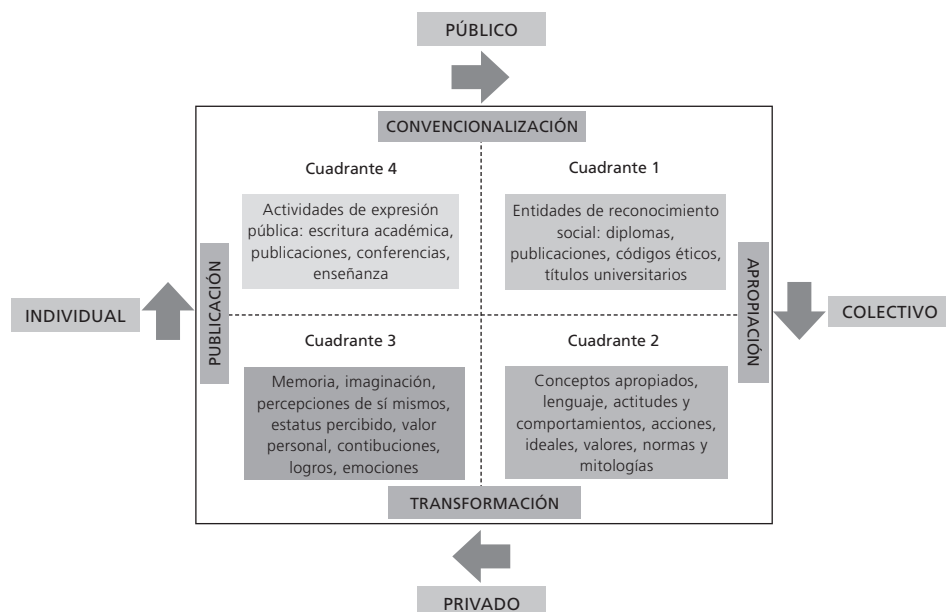 PÚBLICO
CONVENCIONALIZACIÓN
Cuadrante 4
Actividades de expresión
pública: escritura académica,
publicaciones, conferencias,
enseñanza
Cuadrante 1
Entidades de reconocimiento
social: diplomas,
publicaciones, códigos éticos,
títulos universitarios
INDIVIDUAL
PUBLICACIÓN
APROPIACIÓN
COLECTIVO
Cuadrante 3
Memoria, imaginación,
percepciones de sí mismos,
estatus percibido, valor
personal, contibuciones,
logros, emociones
Cuadrante 2
Conceptos apropiados,
lenguaje, actitudes y
comportamientos, acciones,
ideales, valores, normas y
mitologías
TRANSFORMACIÓN
PRIVADO